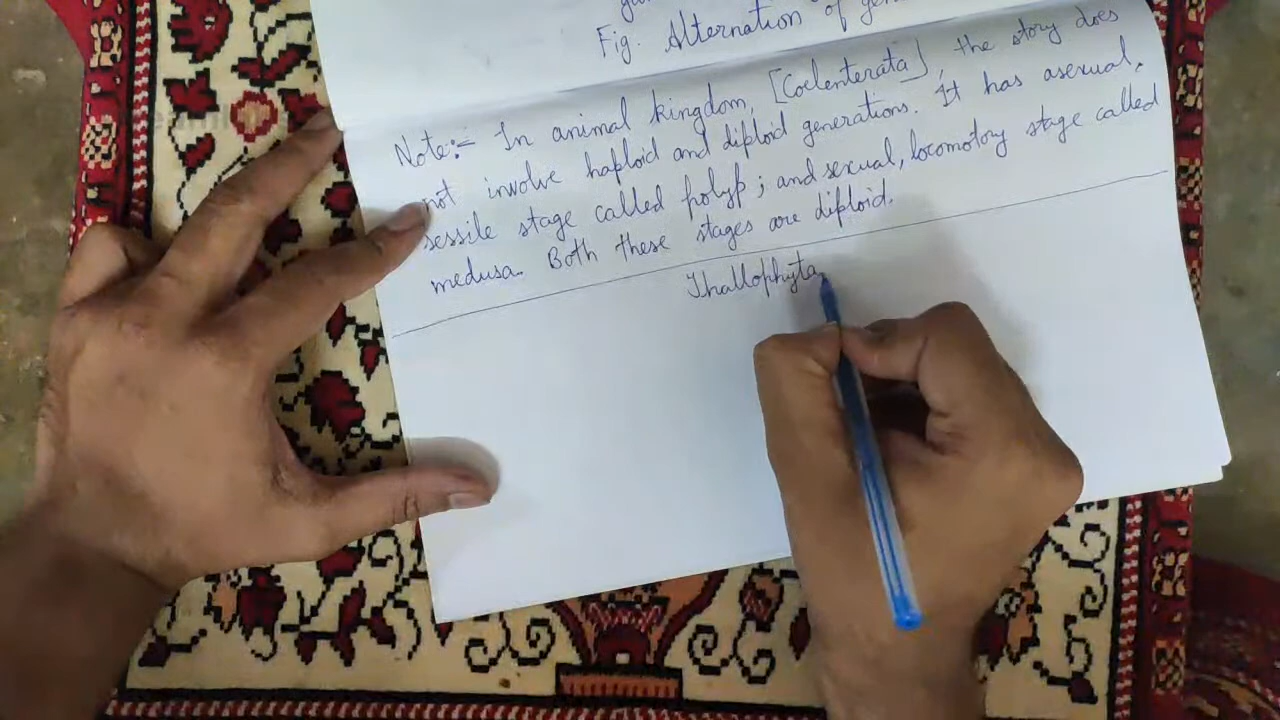 Fig. Alternation of gene
Note:- In animal kingdom, [Coelenterata], the story does
not involve haploid and diploid generations. It has asexual,
sessile stage called polyp; and sexual, locomotory stage called
medusa. Both these stages are diploid.
Thallophyta